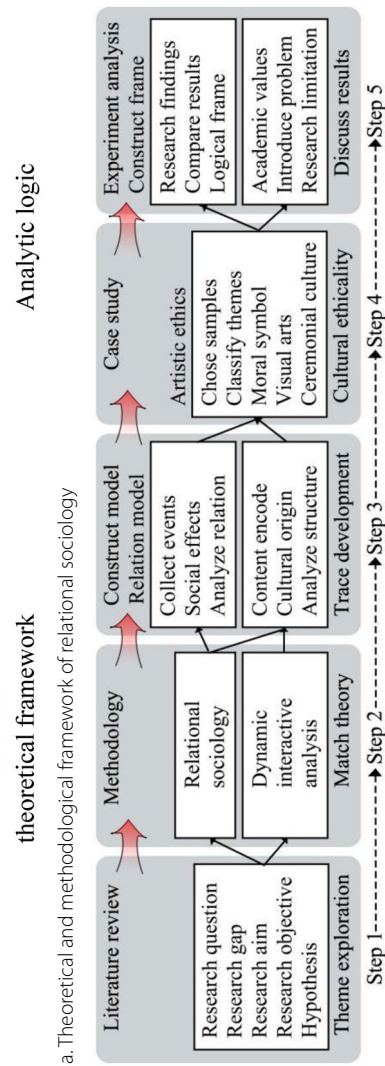 theoretical framework
Analytic logic
a. Theoretical and methodological framework of relational sociology
Literature review
Research question
Research gap
Research aim
Research objective
Hypothesis
Theme exploration
Methodology
Relational
sociology
Dynamic
interactive
analysis
Match theory
Construct model
Relation model
Collect events
Social effects
Analyze relation
Content encode
Cultural origin
Analyze structure
Trace development
Case study
Artistic ethics
Chose samples
Classify themes
Moral symbol
Visual arts
Ceremonial culture
Cultural ethicality
Experiment analysis
Construct frame
Research findings
Compare results
Logical frame
Academic values
Introduce problem
Research limitation
Discuss results
Step 1
Step 2
Step 3
Step 4
Step 5